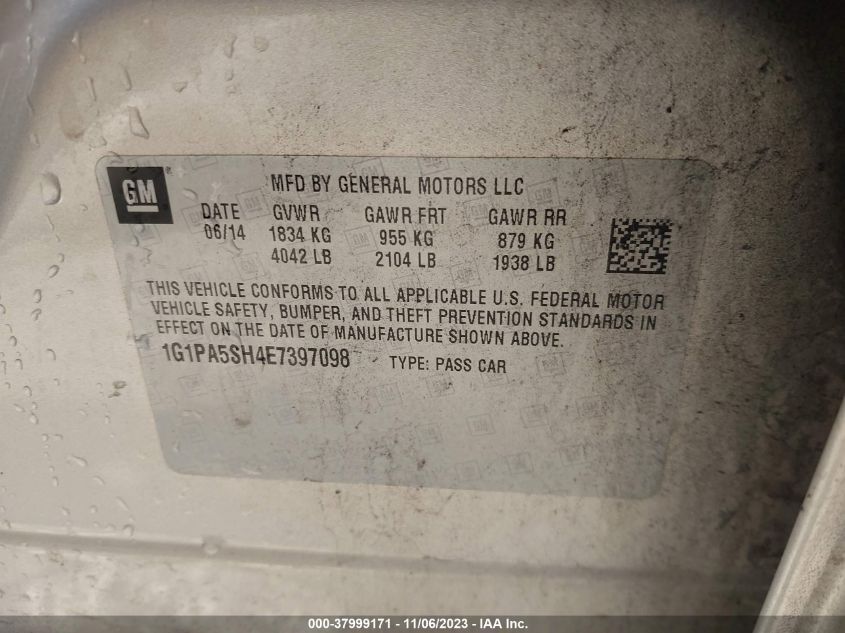 GM
MFD BY GENERAL MOTORS LLC
DATE GVWR GAWR FRT GAWR RR
06/14 1834 KG 955 KG 879 KG
4042 LB 2104 LB 1938 LB
THIS VEHICLE CONFORMS TO ALL APPLICABLE U.S. FEDERAL MOTOR
VEHICLE SAFETY, BUMPER, AND THEFT PREVENTION STANDARDS IN
EFFECT ON THE DATE OF MANUFACTURE SHOWN ABOVE.
1G1PA5SH4E7397098 TYPE: PASS CAR
000-37999171 - 11/06/2023 - IAA Inc.